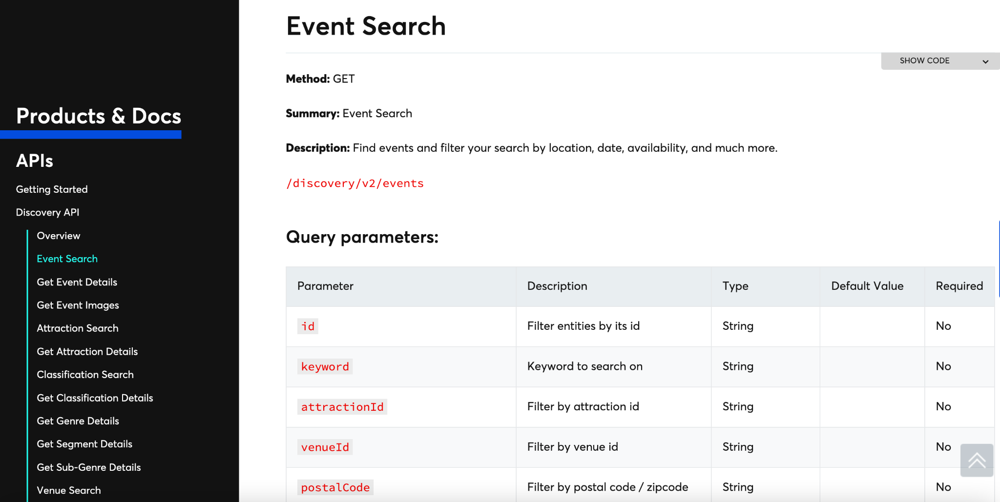 Products & Docs
APIs
Getting Started
Discovery API
Overview
Event Search
Get Event Details
Get Event Images
Attraction Search
Get Attraction Details
Classification Search
Get Classification Details
Get Genre Details
Get Segment Details
Get Sub-Genre Details
Venue Search
Event Search
SHOW CODE
Method: GET
Summary: Event Search
Description: Find events and filter your search by location, date, availability, and much more.
/discovery/v2/events
Query parameters:
Parameter Description Type Default Value Required
id Filter entities by its id String No
keyword Keyword to search on String No
attractionId Filter by attraction id String No
venueId Filter by venue id String No
postalCode Filter by postal code / zipcode String No